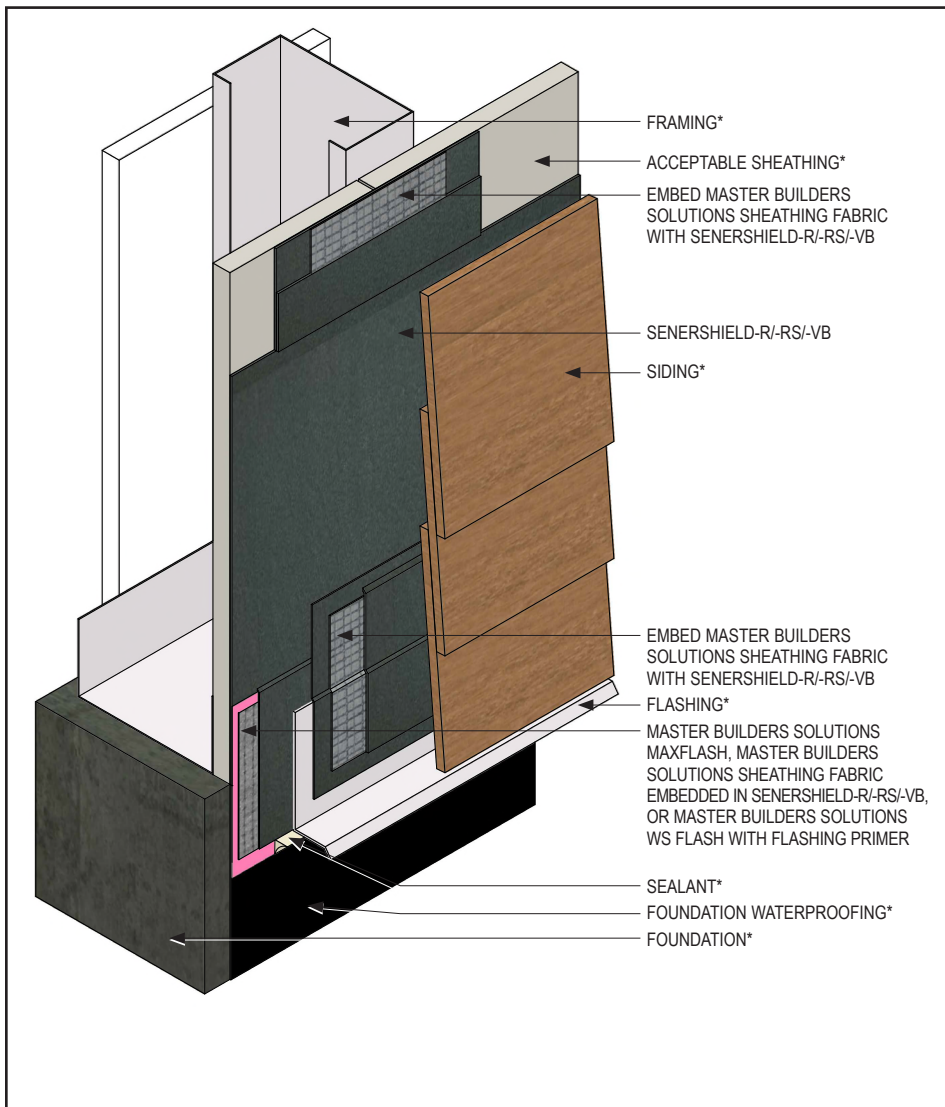 FRAMING*
ACCEPTABLE SHEATHING*
EMBED MASTER BUILDERS
SOLUTIONS SHEATHING FABRIC
WITH SENERSHIELD-R/-RS/-VB
SENERSHIELD-R/-RS/-VB
SIDING*
EMBED MASTER BUILDERS
SOLUTIONS SHEATHING FABRIC
WITH SENERSHIELD-R/-RS/-VB
FLASHING*
MASTER BUILDERS SOLUTIONS
MAXFLASH, MASTER BUILDERS
SOLUTIONS SHEATHING FABRIC
EMBEDDED IN SENERSHIELD-R/-RS/-VB,
OR MASTER BUILDERS SOLUTIONS
WS FLASH WITH FLASHING PRIMER
SEALANT*
FOUNDATION WATERPROOFING*
FOUNDATION*